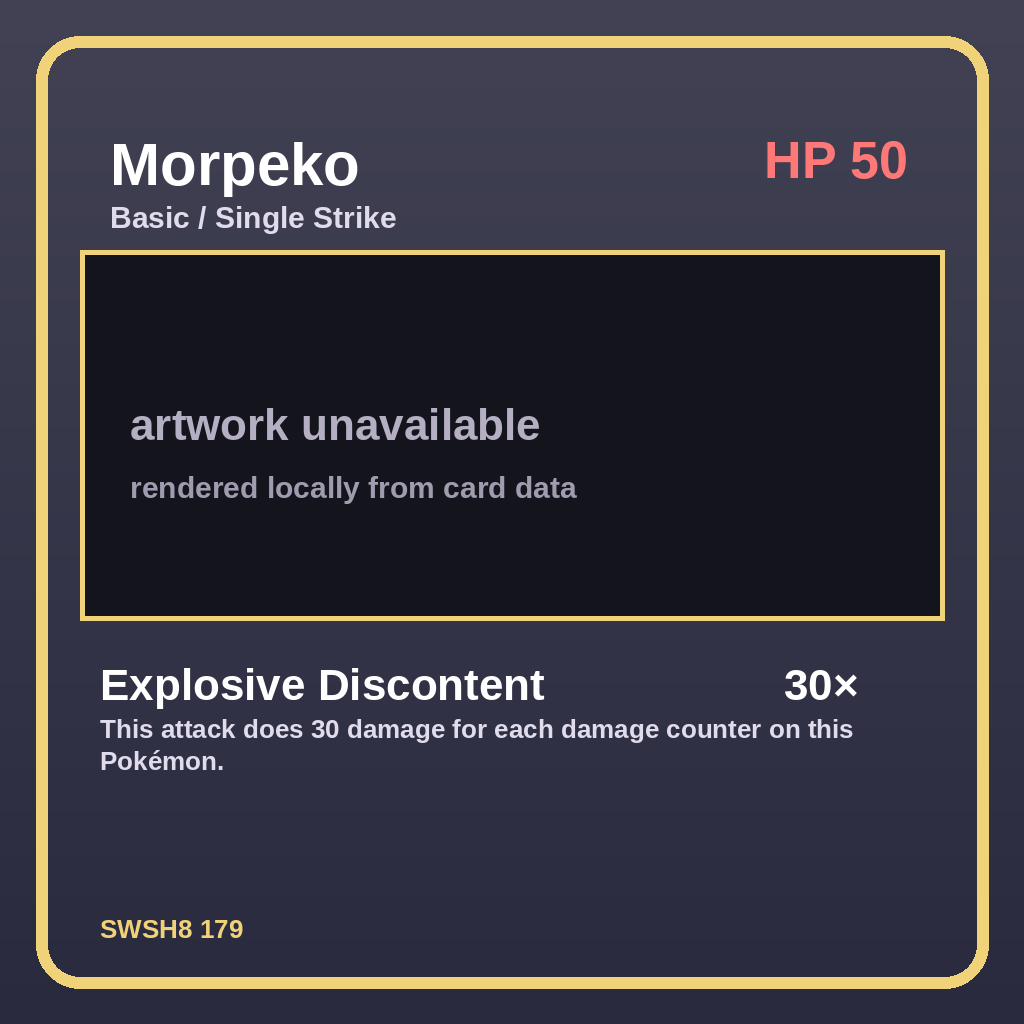 Morpeko
HP 50
Basic / Single Strike
artwork unavailable
rendered locally from card data
Explosive Discontent
30×
This attack does 30 damage for each damage counter on this
Pokémon.
SWSH8 179